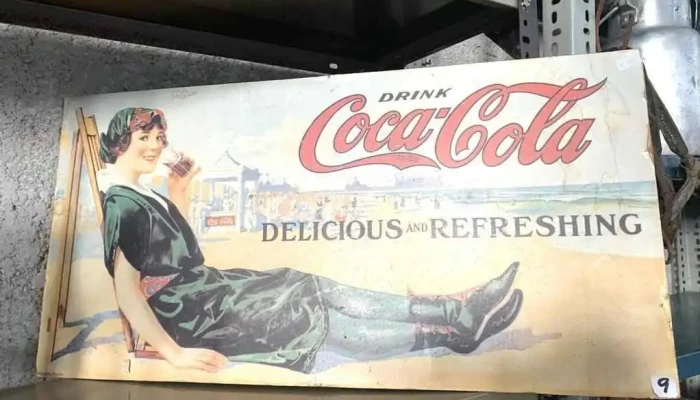 DRINK
Coca-Cola
DELICIOUS AND REFRESHING
9